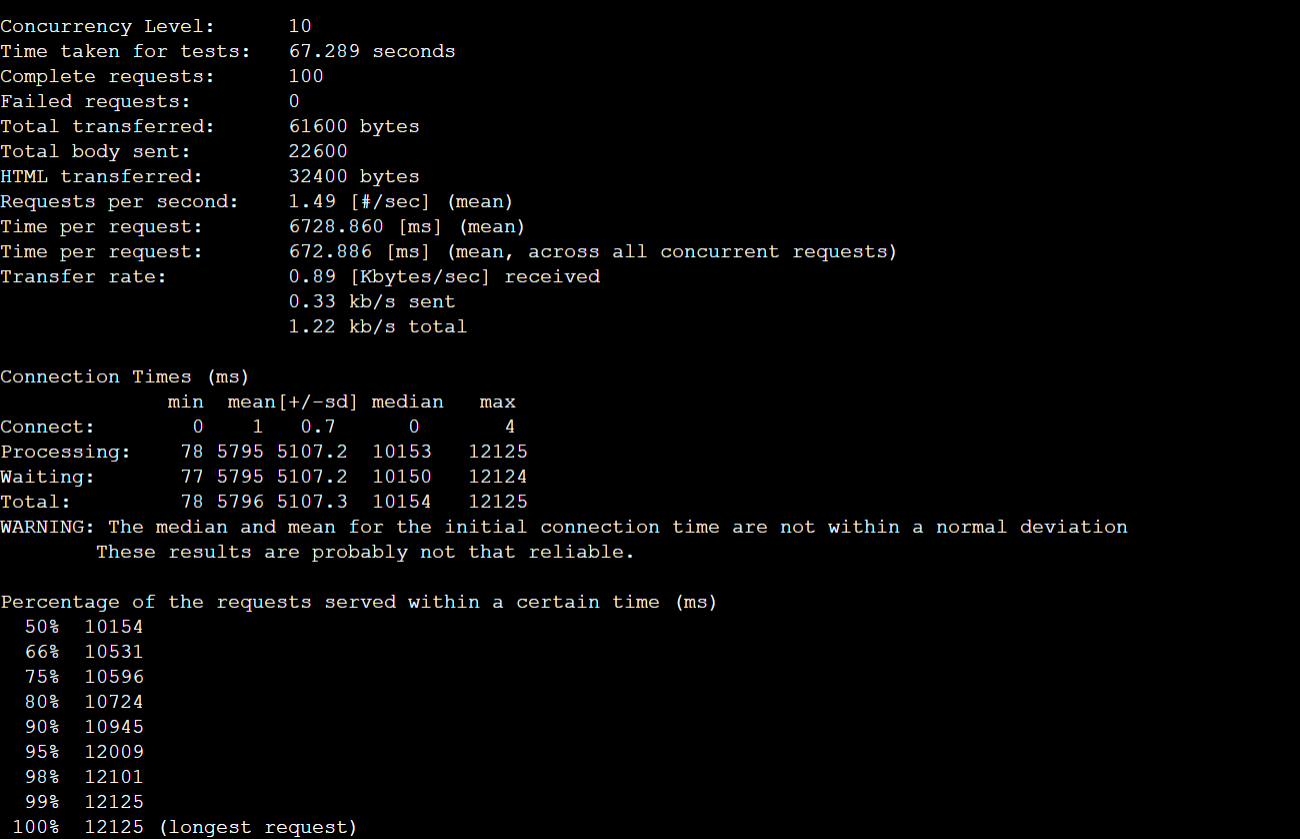 Concurrency Level:      10
Time taken for tests:   67.289 seconds
Complete requests:      100
Failed requests:        0
Total transferred:      61600 bytes
Total body sent:        22600
HTML transferred:       32400 bytes
Requests per second:    1.49 [#/sec] (mean)
Time per request:       6728.860 [ms] (mean)
Time per request:       672.886 [ms] (mean, across all concurrent requests)
Transfer rate:          0.89 [Kbytes/sec] received
                        0.33 kb/s sent
                        1.22 kb/s total

Connection Times (ms)
              min  mean[+/-sd] median   max
Connect:        0    1   0.7      0       4
Processing:    78 5795 5107.2  10153   12125
Waiting:       77 5795 5107.2  10150   12124
Total:         78 5796 5107.3  10154   12125
WARNING: The median and mean for the initial connection time are not within a normal deviation
        These results are probably not that reliable.

Percentage of the requests served within a certain time (ms)
  50%  10154
  66%  10531
  75%  10596
  80%  10724
  90%  10945
  95%  12009
  98%  12101
  99%  12125
 100%  12125 (longest request)